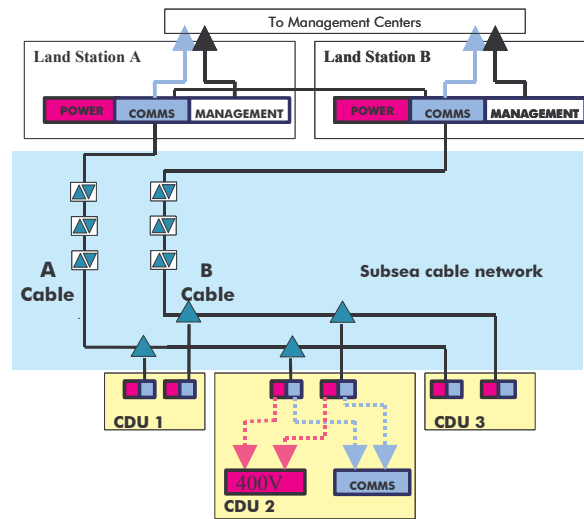 To Management Centers
Land Station A
Land Station B
POWER
COMMS
MANAGEMENT
POWER
COMMS
MANAGEMENT
A
Cable
B
Cable
Subsea cable network
CDU 1
CDU 3
400V
COMMS
CDU 2